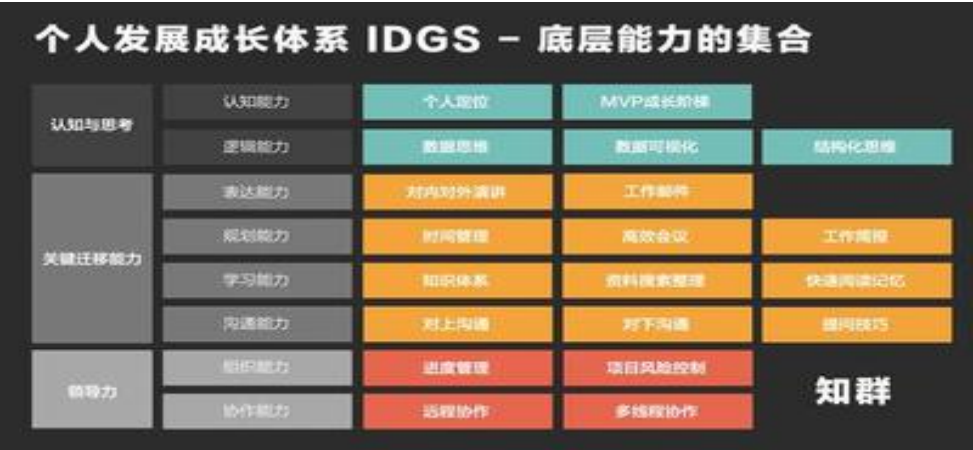 个人发展成长体系 IDGS - 底层能力的集合
认知与思考
认知能力 个人定位 MVP成长阶梯
逻辑能力 数据思维 数据可视化 结构化思维
关键迁移能力
表达能力 对内对外演讲 工作邮件
规划能力 时间管理 高效会议 工作简报
学习能力 知识体系 资料搜索整理 快速阅读记忆
沟通能力 对上沟通 对下沟通 提问技巧
领导力
组织能力 进度管理 项目风险控制
协作能力 远程协作 多线程协作
知群